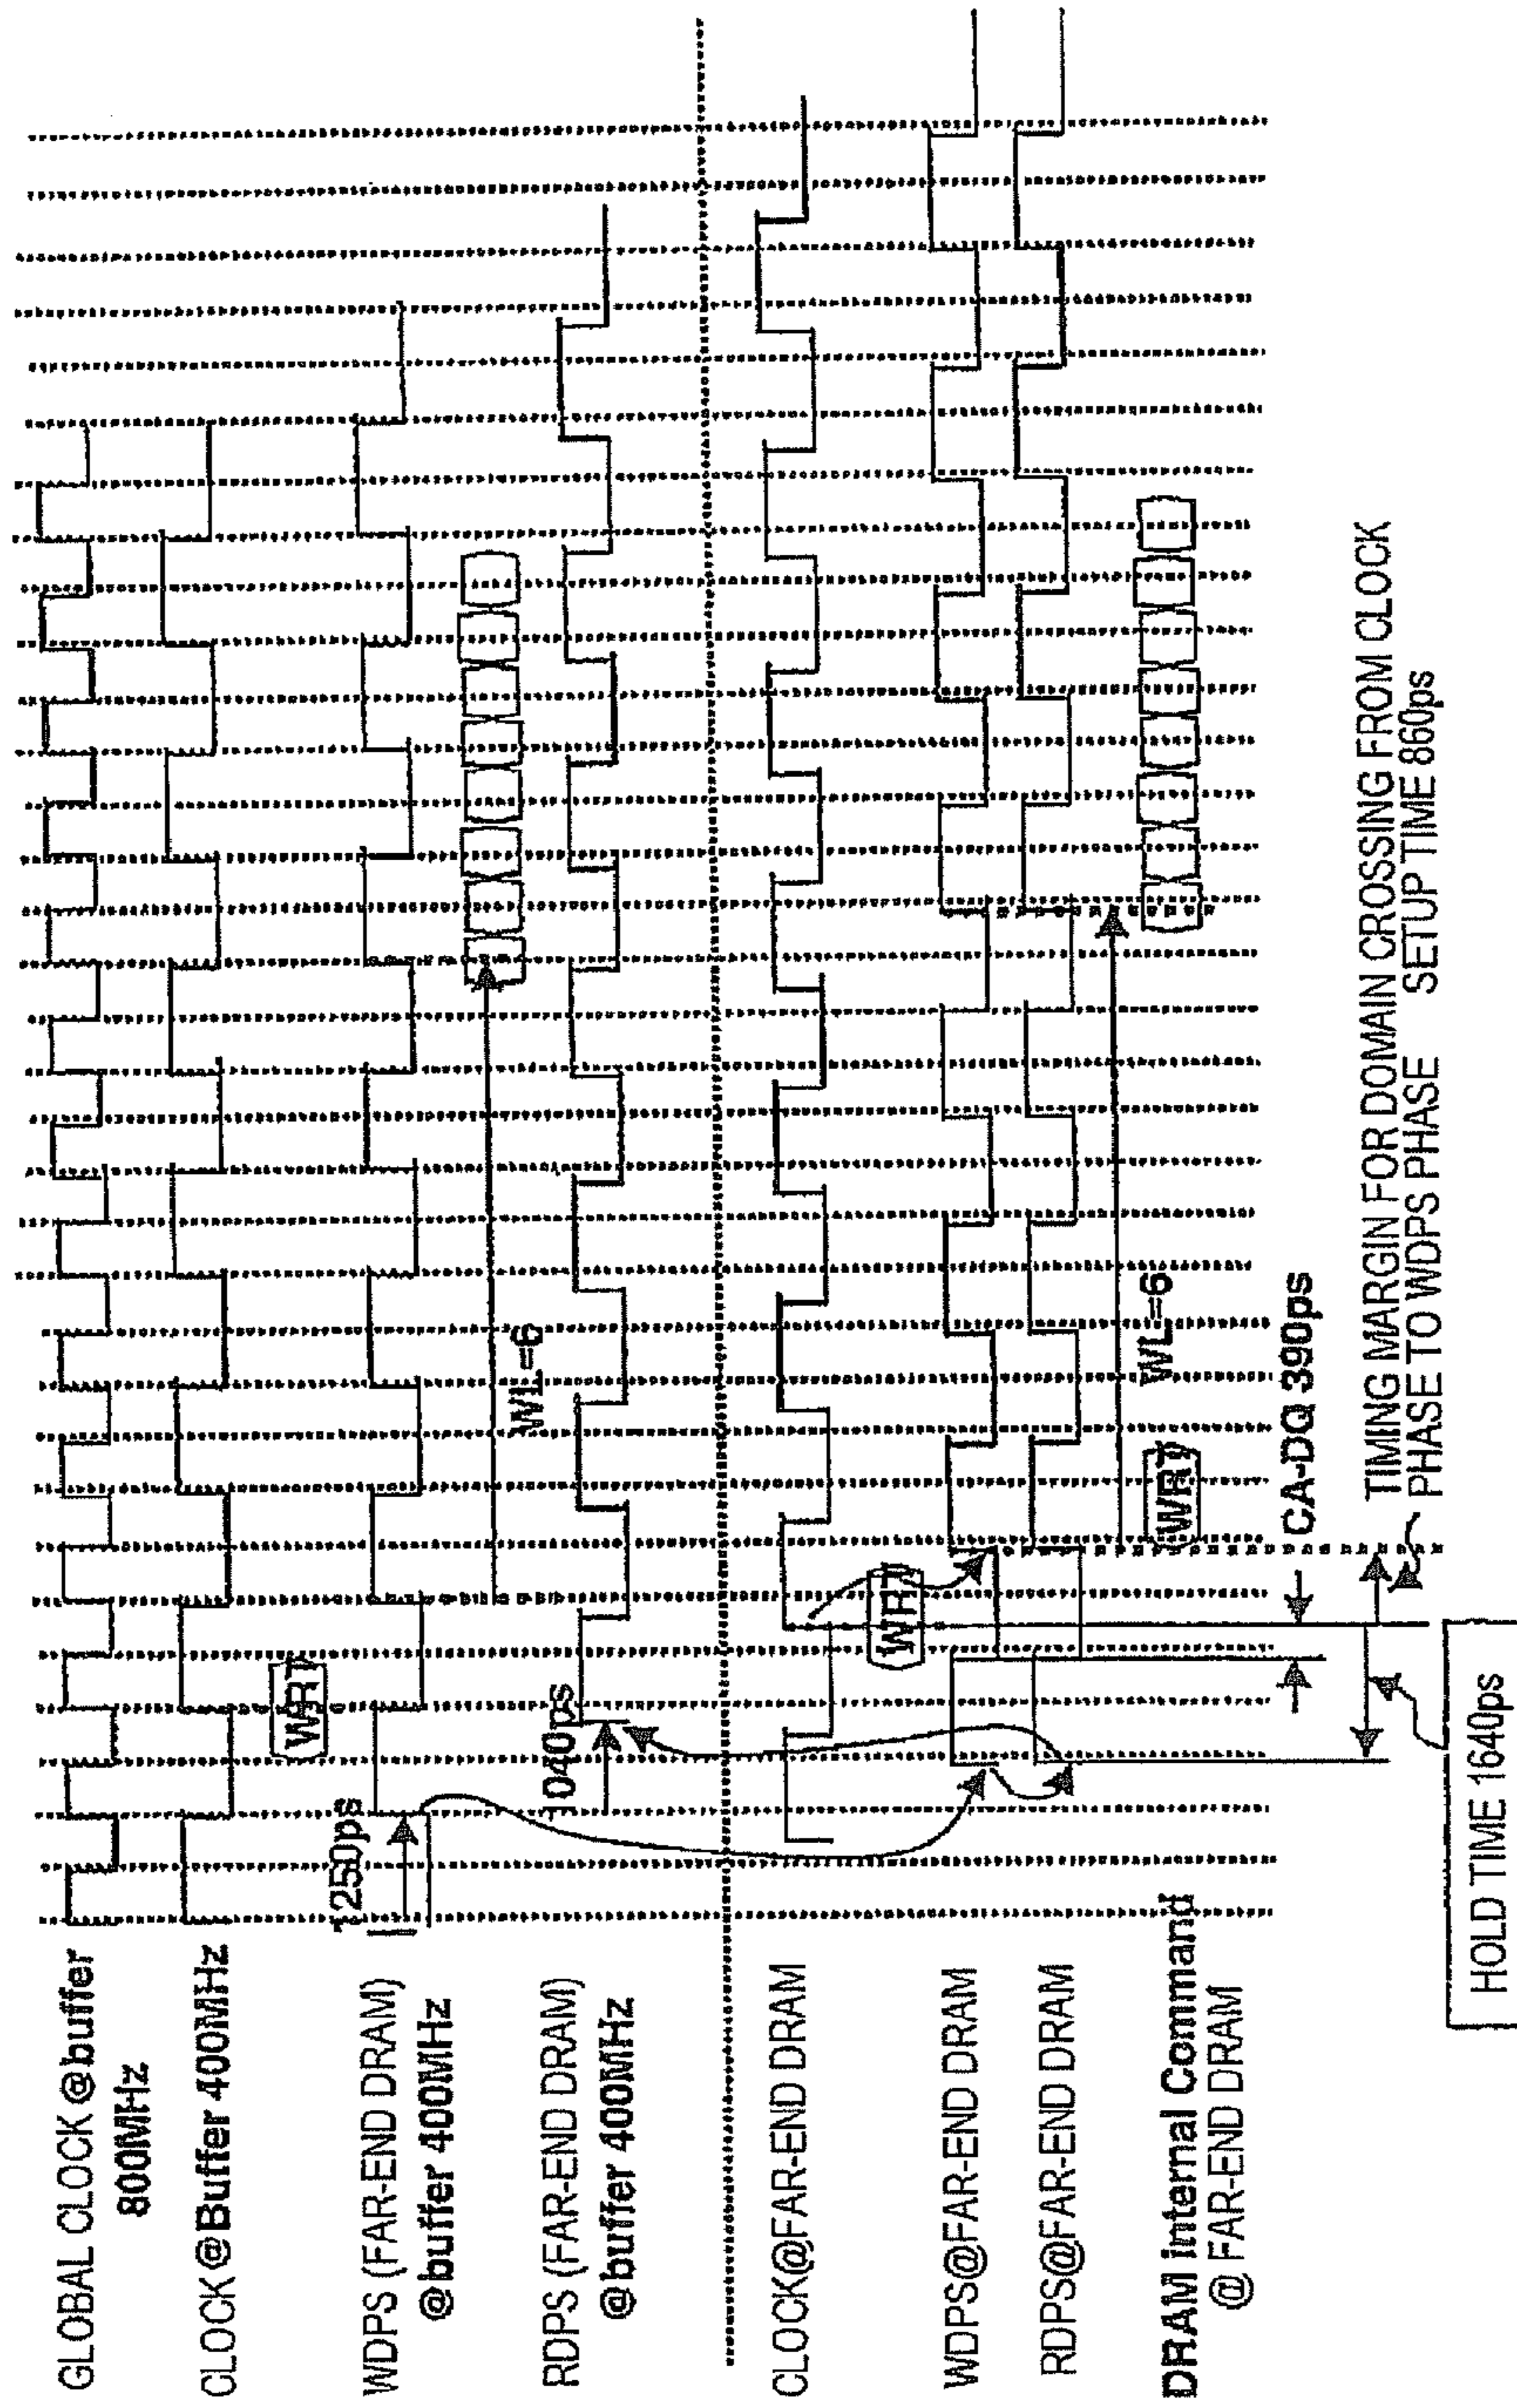 GLOBAL CLOCK @buffer
800MHz
CLOCK@Buffer 400MHz
WRT
WDPS (FAR-END DRAM)
@buffer 400MHz
1250ps
WL=6
RDPS (FAR-END DRAM)
@buffer 400MHz
1040ps
CLOCK@FAR-END DRAM
WRT
WDPS@FAR-END DRAM
RDPS@FAR-END DRAM
WL=6
DRAM internal Command
@ FAR-END DRAM
WRT
CA-DQ 390ps
TIMING MARGIN FOR DOMAIN CROSSING FROM CLOCK
PHASE TO WDPS PHASE SETUP TIME 860ps
HOLD TIME 1640ps